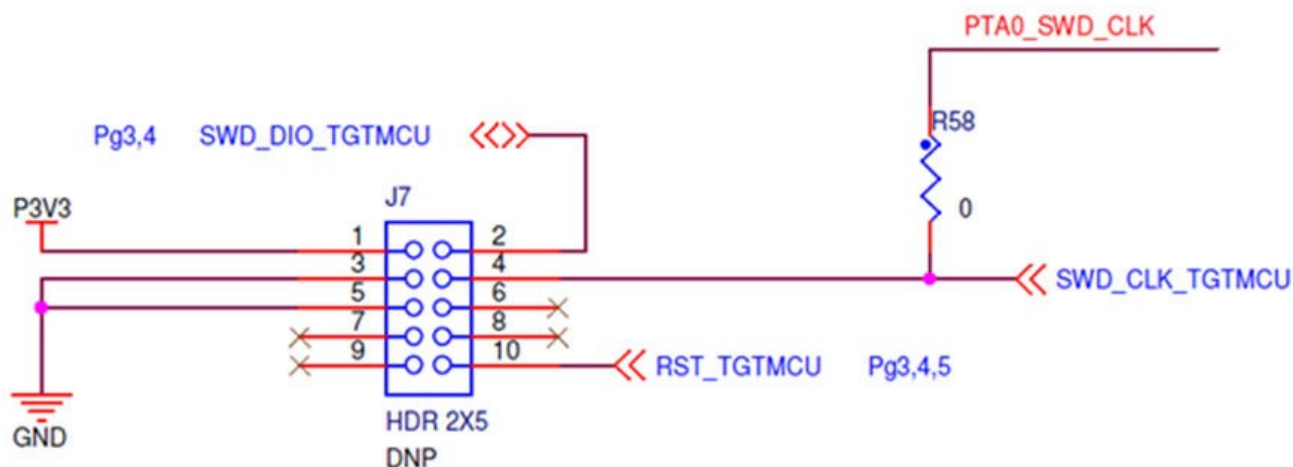 PTA0_SWD_CLK
R58
0
Pg3,4 SWD_DIO_TGTMCU
J7
P3V3
1 2
3 4
5 6
7 8
9 10
SWD_CLK_TGTMCU
RST_TGTMCU Pg3,4,5
HDR 2X5
DNP
GND